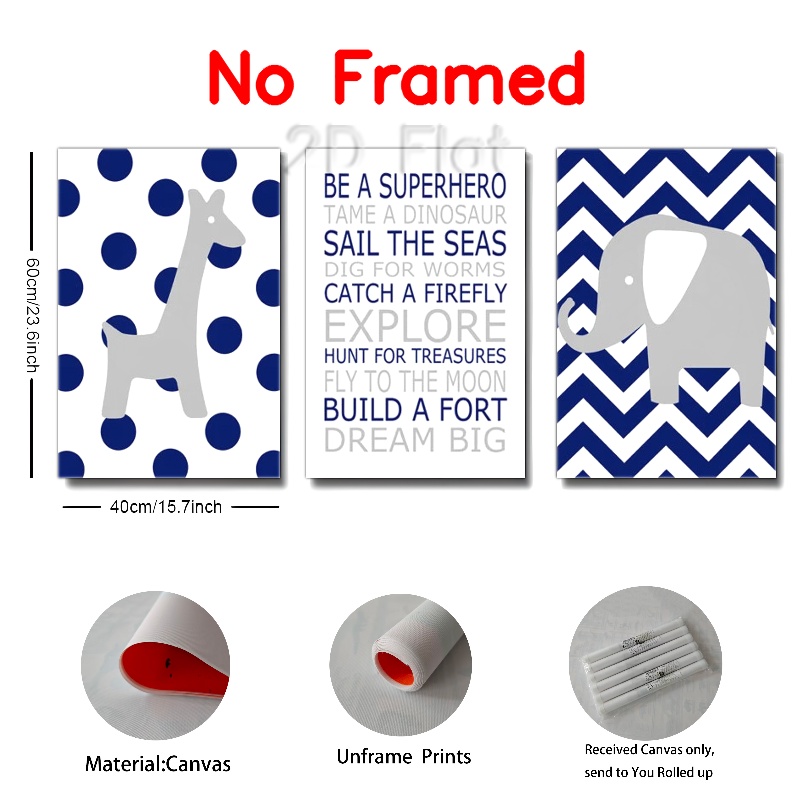 No Framed
2D Flat
BE A SUPERHERO
TAME A DINOSAUR
SAIL THE SEAS
DIG FOR WORMS
CATCH A FIREFLY
EXPLORE
HUNT FOR TREASURES
FLY TO THE MOON
BUILD A FORT
DREAM BIG
60cm/23.6inch
40cm/15.7inch
Material:Canvas
Unframe Prints
Received Canvas only,
send to You Rolled up